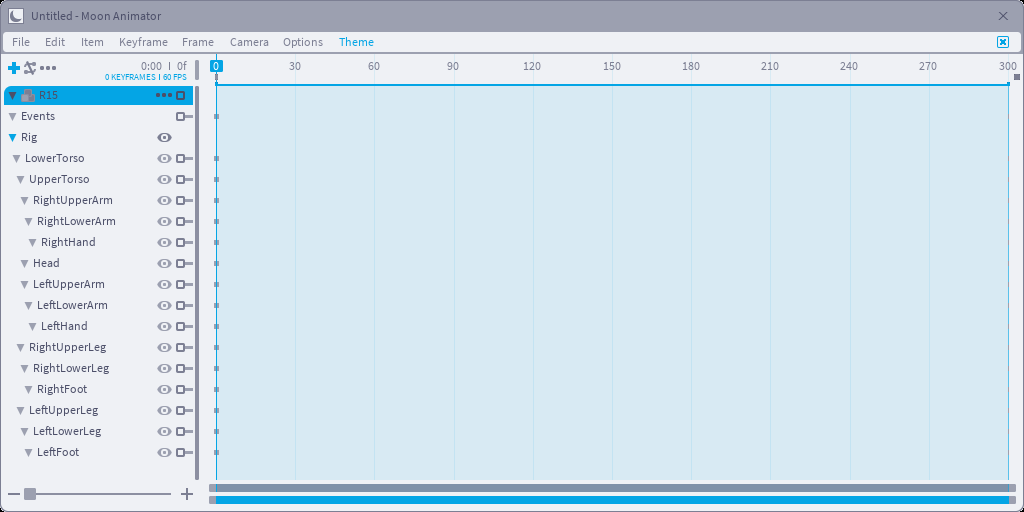 Untitled - Moon Animator
File Edit Item Keyframe Frame Camera Options Theme
0:00 | 0f
0 KEYFRAMES | 60 FPS
0 30 60 90 120 150 180 210 240 270 300
R15
Events
Rig
LowerTorso
UpperTorso
RightUpperArm
RightLowerArm
RightHand
Head
LeftUpperArm
LeftLowerArm
LeftHand
RightUpperLeg
RightLowerLeg
RightFoot
LeftUpperLeg
LeftLowerLeg
LeftFoot